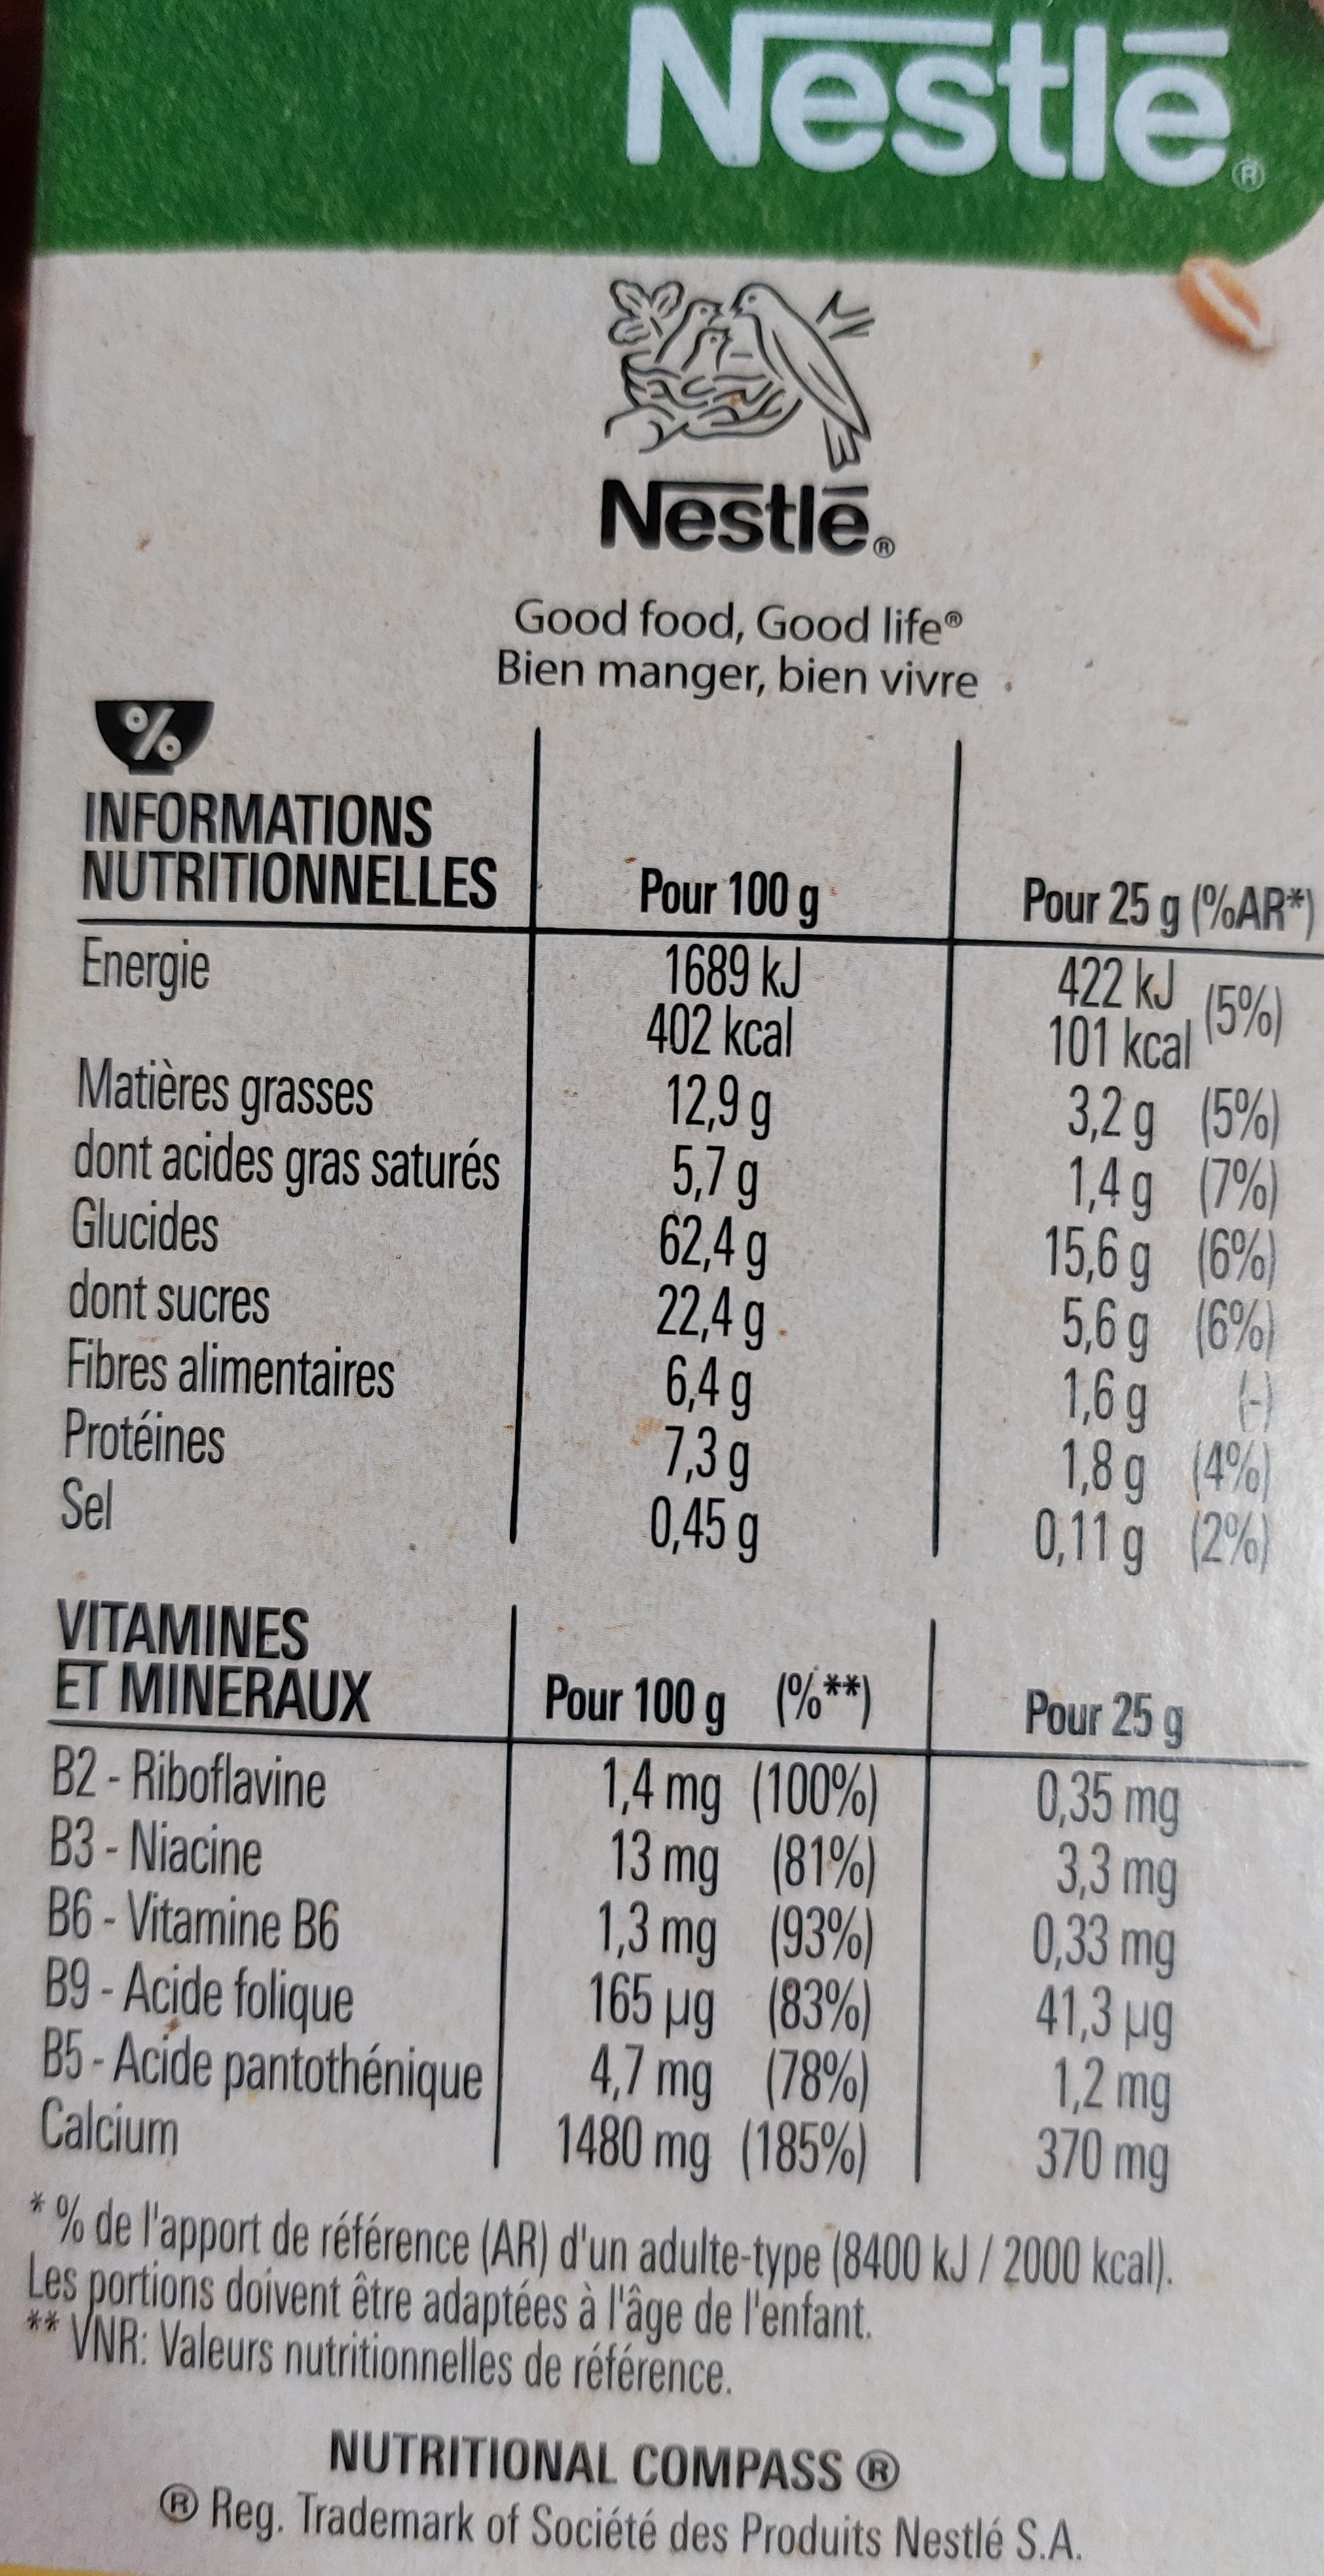 Nestlé®
Nestlé®
Good food, Good life®
Bien manger, bien vivre
%
INFORMATIONS
NUTRITIONNELLES Pour 100 g Pour 25 g (%AR*)
Energie 1689 kJ 422 kJ (5%)
402 kcal 101 kcal
Matières grasses 12,9 g 3,2 g (5%)
dont acides gras saturés 5,7 g 1,4 g (7%)
Glucides 62,4 g 15,6 g (6%)
dont sucres 22,4 g 5,6 g (6%)
Fibres alimentaires 6,4 g 1,6 g (-)
Protéines 7,3 g 1,8 g (4%)
Sel 0,45 g 0,11 g (2%)
VITAMINES
ET MINERAUX Pour 100 g (%**) Pour 25 g
B2 - Riboflavine 1,4 mg (100%) 0,35 mg
B3 - Niacine 13 mg (81%) 3,3 mg
B6 - Vitamine B6 1,3 mg (93%) 0,33 mg
B9 - Acide folique 165 µg (83%) 41,3 µg
B5 - Acide pantothénique 4,7 mg (78%) 1,2 mg
Calcium 1480 mg (185%) 370 mg
* % de l'apport de référence (AR) d'un adulte-type (8400 kJ / 2000 kcal).
Les portions doivent être adaptées à l'âge de l'enfant.
** VNR: Valeurs nutritionnelles de référence.
NUTRITIONAL COMPASS ®
® Reg. Trademark of Société des Produits Nestlé S.A.